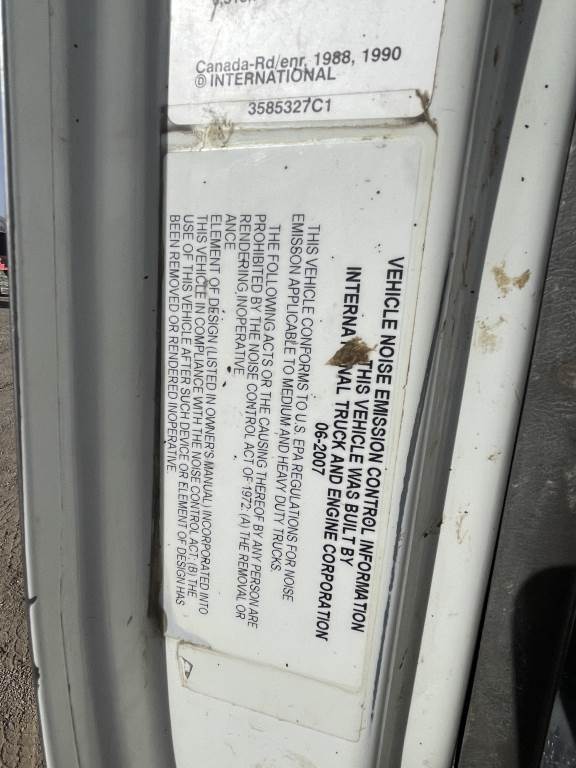 Canada-Rd/enr. 1988, 1990
© INTERNATIONAL
3585327C1
VEHICLE NOISE EMISSION CONTROL INFORMATION
THIS VEHICLE WAS BUILT BY
INTERNA NAL TRUCK AND ENGINE CORPORATION
06-2007
THIS VEHICLE CONFORMS TO U.S. EPA REGULATIONS FOR NOISE
EMISSON APPLICABLE TO MEDIUM AND HEAVY DUTY TRUCKS.
THE FOLLOWING ACTS OR THE CAUSING THEREOF BY ANY PERSON ARE
PROHIBITED BY THE NOISE CONTROL ACT OF 1972: (A) THE REMOVAL OR
RENDERING INOPERATIVE
ANCE
ELEMENT OF DESIGN (LISTED IN OWNER'S MANUAL) INCORPORATED INTO
THIS VEHICLE IN COMPLIANCE WITH THE NOISE CONTROL ACT; (B) THE
USE OF THIS VEHICLE AFTER SUCH DEVICE OR ELEMENT OF DESIGN HAS
BEEN REMOVED OR RENDERED INOPERATIVE